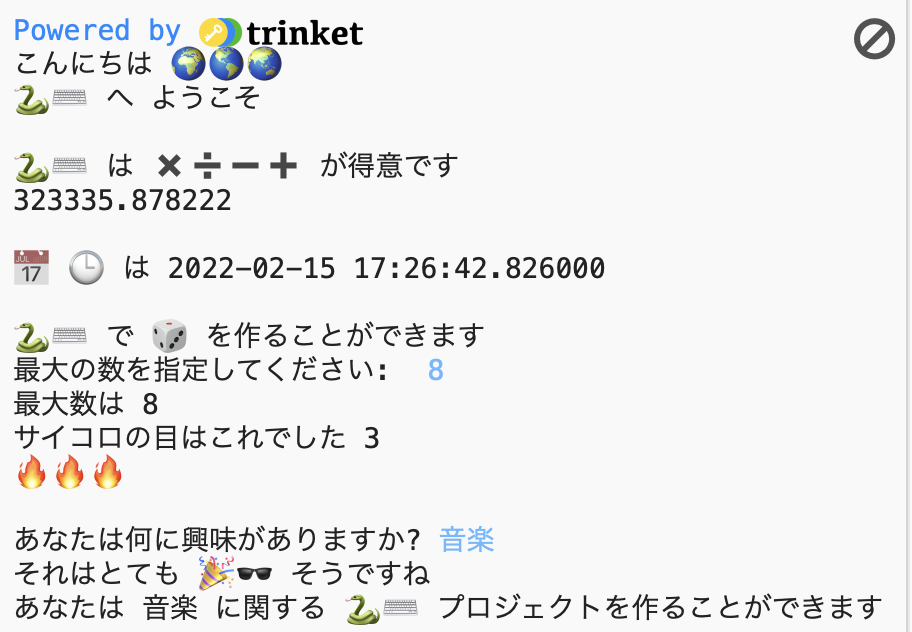 Powered by trinket
こんにちは 🌍🌎🌏
🐍⌨️ へ ようこそ
🐍⌨️ は ✖️➗➖➕ が得意です
323335.878222
📅 🕒 は 2022-02-15 17:26:42.826000
🐍⌨️ で 🎲 を作ることができます
最大の数を指定してください: 8
最大数は 8
サイコロの目はこれでした 3
🔥🔥🔥
あなたは何に興味がありますか? 音楽
それはとても 🎉🕶️ そうですね
あなたは 音楽 に関する 🐍⌨️ プロジェクトを作ることができます